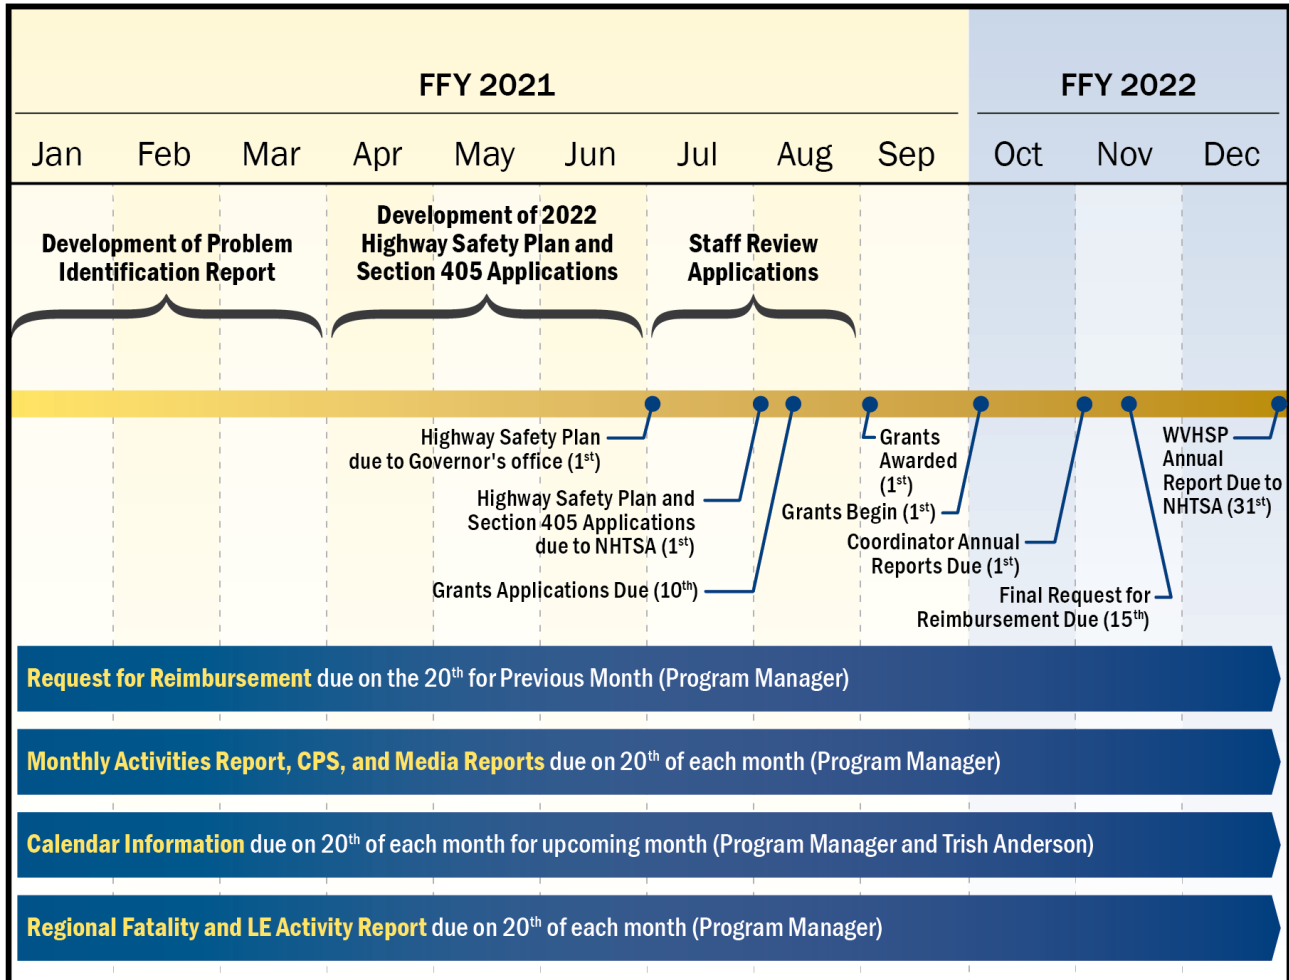 FFY 2021
FFY 2022
Jan
Feb
Mar
Apr
May
Jun
Jul
Aug
Sep
Oct
Nov
Dec
Development of Problem
Identification Report
Development of 2022
Highway Safety Plan and
Section 405 Applications
Staff Review
Applications
Highway Safety Plan
due to Governor's office (1st)
Highway Safety Plan and
Section 405 Applications
due to NHTSA (1st)
Grants Applications Due (10th)
Grants
Awarded
(1st)
Grants Begin (1st)
Coordinator Annual
Reports Due (1st)
Final Request for
Reimbursement Due (15th)
WVHSP
Annual
Report Due to
NHTSA (31st)
Request for Reimbursement due on the 20th for Previous Month (Program Manager)
Monthly Activities Report, CPS, and Media Reports due on 20th of each month (Program Manager)
Calendar Information due on 20th of each month for upcoming month (Program Manager and Trish Anderson)
Regional Fatality and LE Activity Report due on 20th of each month (Program Manager)